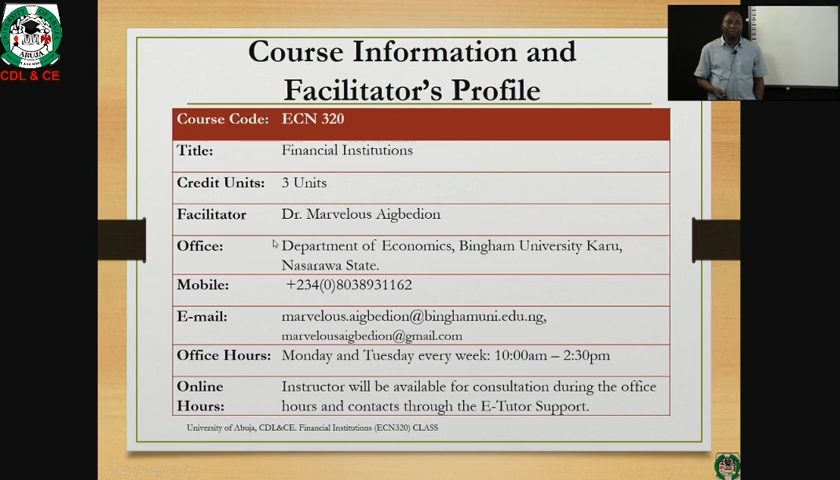 ABUJA
CDL & CE
Course Information and
Facilitator's Profile
Course Code: ECN 320
Title: Financial Institutions
Credit Units: 3 Units
Facilitator Dr. Marvelous Aigbedion
Office: Department of Economics, Bingham University Karu,
Nasarawa State.
Mobile: +234(0)8038931162
E-mail: marvelous.aigbedion@binghamuni.edu.ng,
marvelousaigbedion@gmail.com
Office Hours: Monday and Tuesday every week: 10:00am – 2:30pm
Online Instructor will be available for consultation during the office
Hours: hours and contacts through the E-Tutor Support.
University of Abuja, CDL&CE. Financial Institutions (ECN320) CLASS